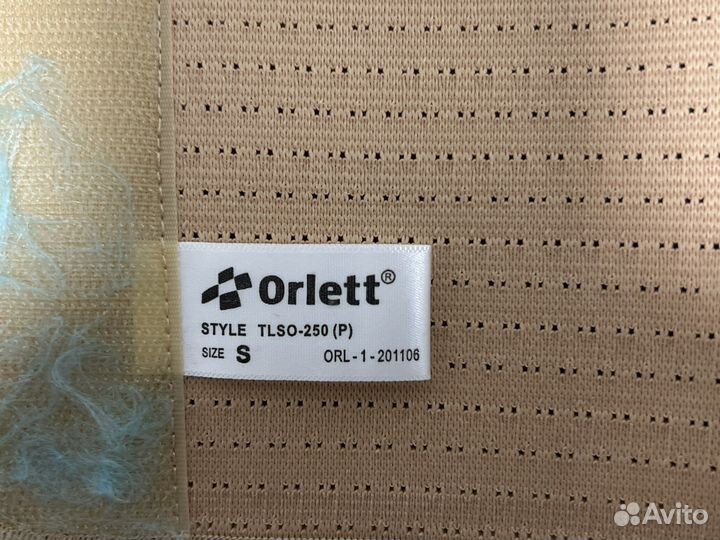 Orlett®
STYLE TLSO-250 (P)
SIZE S ORL-1-201106
Avito